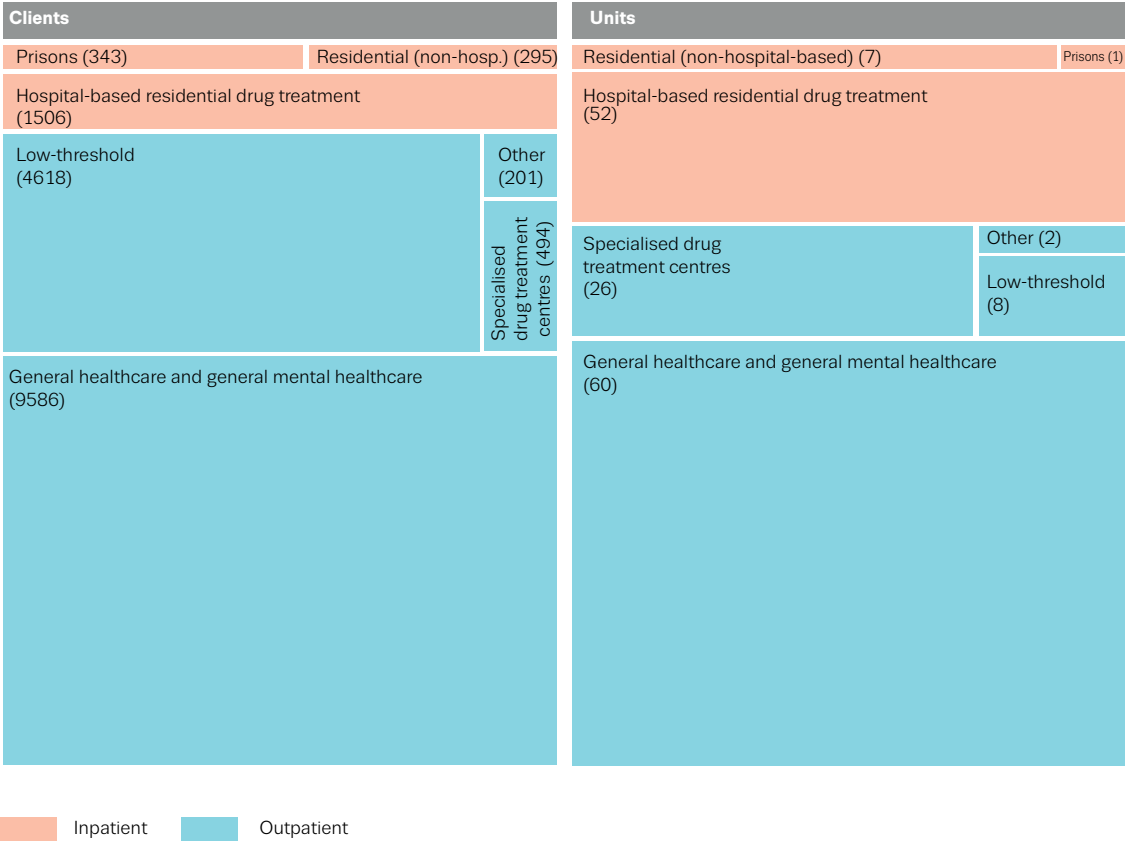 Clients
Prisons (343)
Residential (non-hosp.) (295)
Hospital-based residential drug treatment
(1506)
Low-threshold
(4618)
Other
(201)
Specialised
drug treatment
centres (494)
General healthcare and general mental healthcare
(9586)
Units
Residential (non-hospital-based) (7)
Prisons (1)
Hospital-based residential drug treatment
(52)
Specialised drug
treatment centres
(26)
Other (2)
Low-threshold
(8)
General healthcare and general mental healthcare
(60)
Inpatient
Outpatient